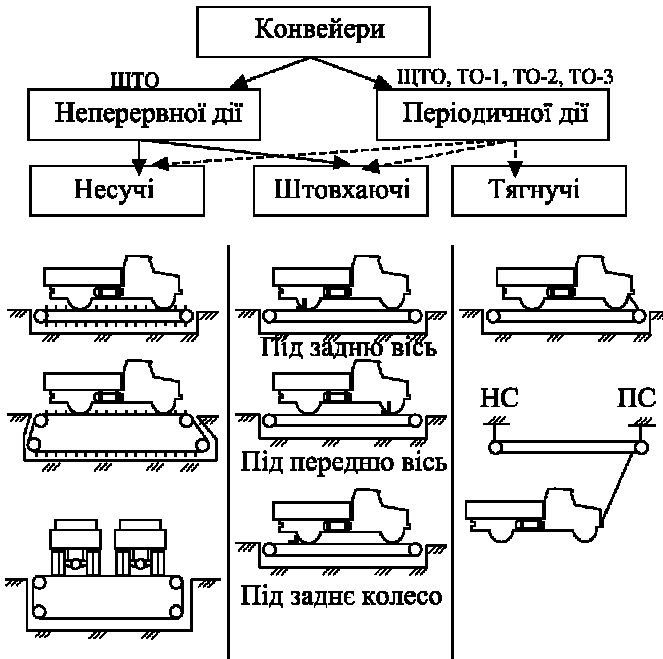 Конвейери
ЩТО
ЩТО, ТО-1, ТО-2, ТО-3
Неперервної дії
Періодичної дії
Несучі
Штовхаючі
Тягнучі
Під задню вісь
НС
ПС
Під передню вісь
Під заднє колесо